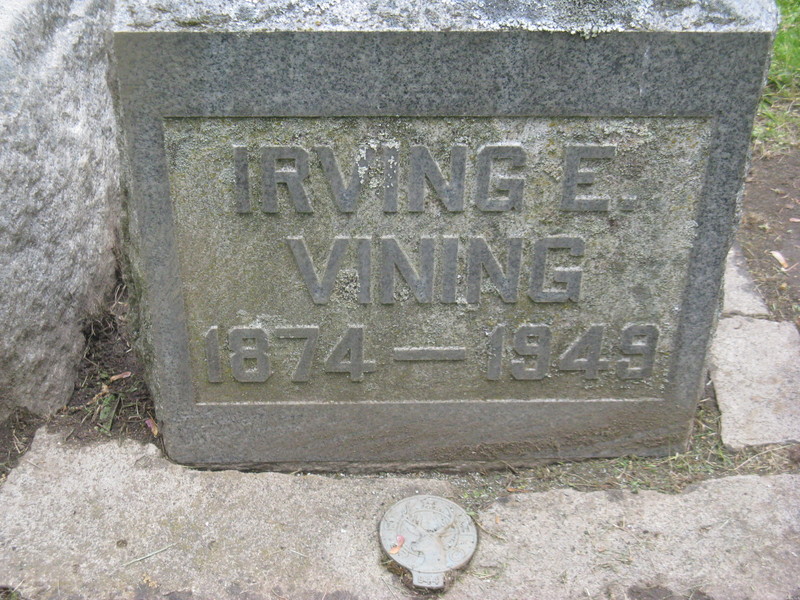 IRVING E.
VINING
1874 — 1949